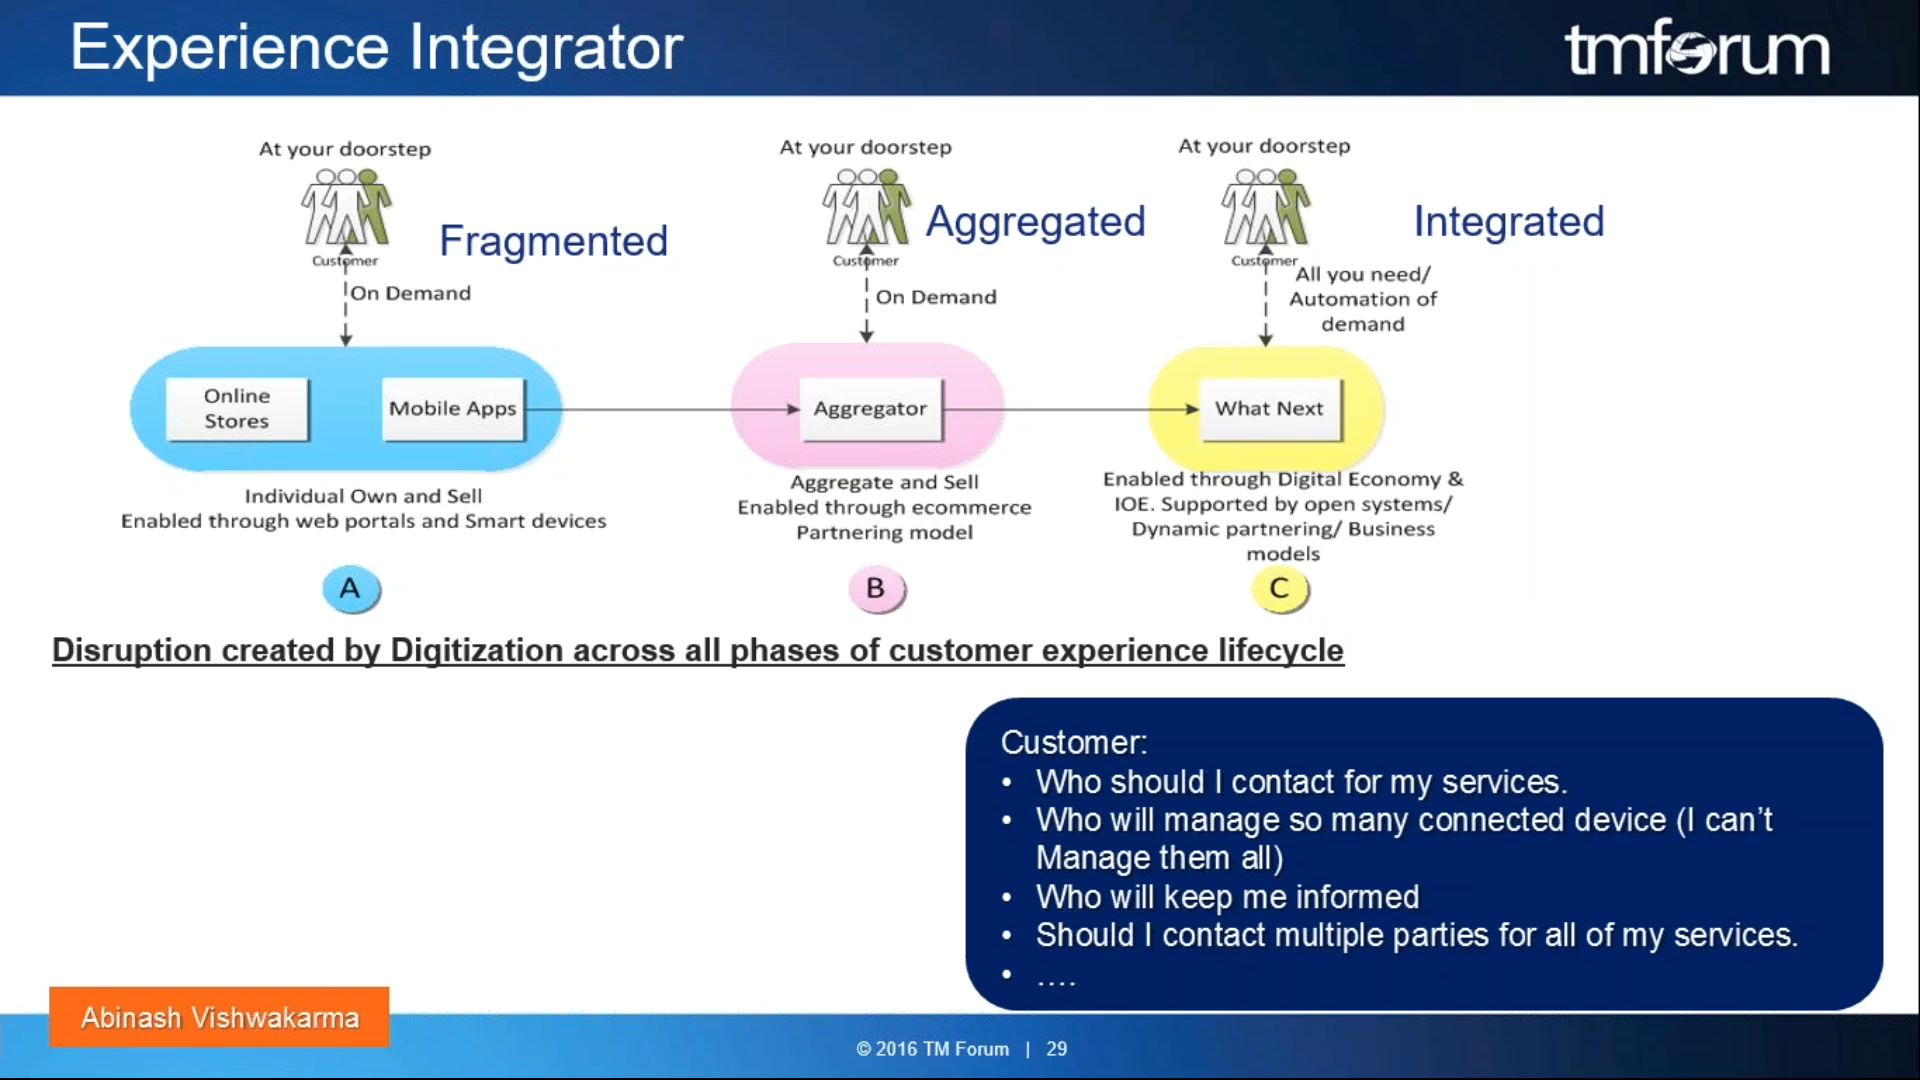 Experience Integrator
tmforum
At your doorstep
Customer
Fragmented
On Demand
Online
Stores
Mobile Apps
Individual Own and Sell
Enabled through web portals and Smart devices
A
At your doorstep
Customer
Aggregated
On Demand
Aggregator
Aggregate and Sell
Enabled through ecommerce
Partnering model
B
At your doorstep
Customer
Integrated
All you need/
Automation of
demand
What Next
Enabled through Digital Economy &
IOE. Supported by open systems/
Dynamic partnering/ Business
models
C
Disruption created by Digitization across all phases of customer experience lifecycle
Customer:
• Who should I contact for my services.
• Who will manage so many connected device (I can’t
Manage them all)
• Who will keep me informed
• Should I contact multiple parties for all of my services.
• ....
Abinash Vishwakarma
© 2016 TM Forum | 29